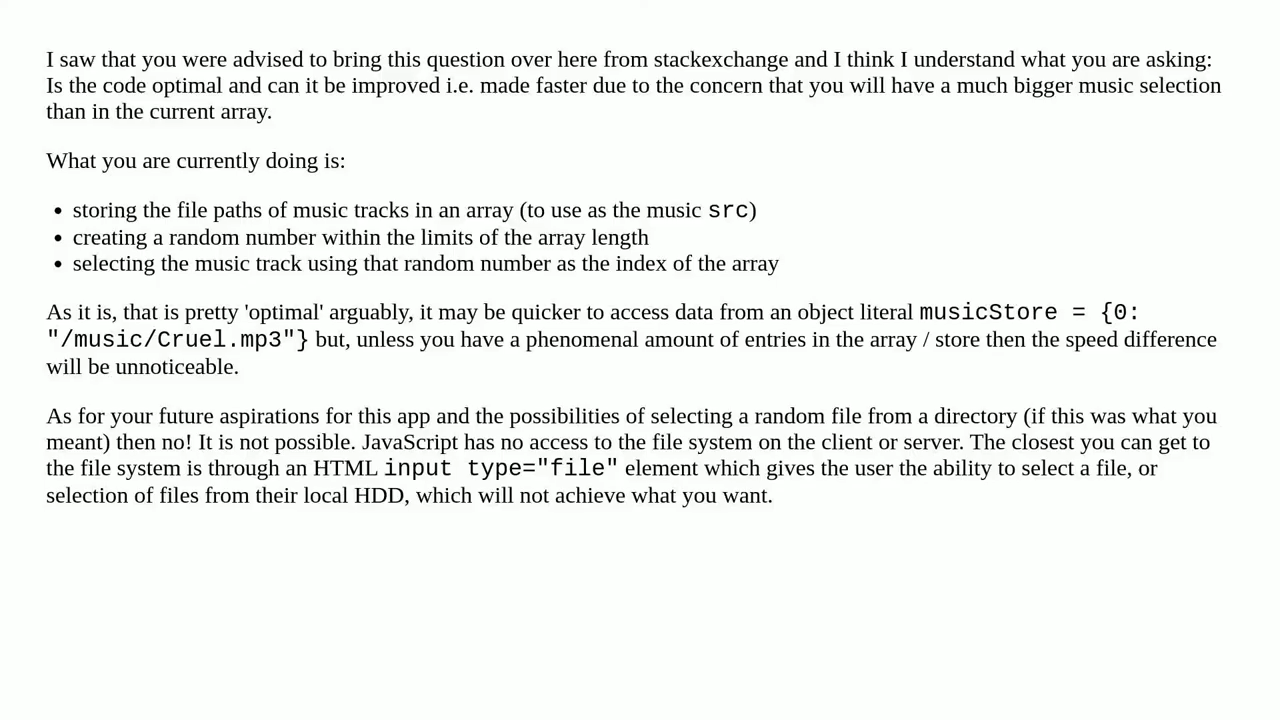 I saw that you were advised to bring this question over here from stackexchange and I think I understand what you are asking:
Is the code optimal and can it be improved i.e. made faster due to the concern that you will have a much bigger music selection
than in the current array.
What you are currently doing is:
• storing the file paths of music tracks in an array (to use as the music src)
• creating a random number within the limits of the array length
• selecting the music track using that random number as the index of the array
As it is, that is pretty 'optimal' arguably, it may be quicker to access data from an object literal musicStore = {0:
"/music/Cruel.mp3"} but, unless you have a phenomenal amount of entries in the array / store then the speed difference
will be unnoticeable.
As for your future aspirations for this app and the possibilities of selecting a random file from a directory (if this was what you
meant) then no! It is not possible. JavaScript has no access to the file system on the client or server. The closest you can get to
the file system is through an HTML input type="file" element which gives the user the ability to select a file, or
selection of files from their local HDD, which will not achieve what you want.